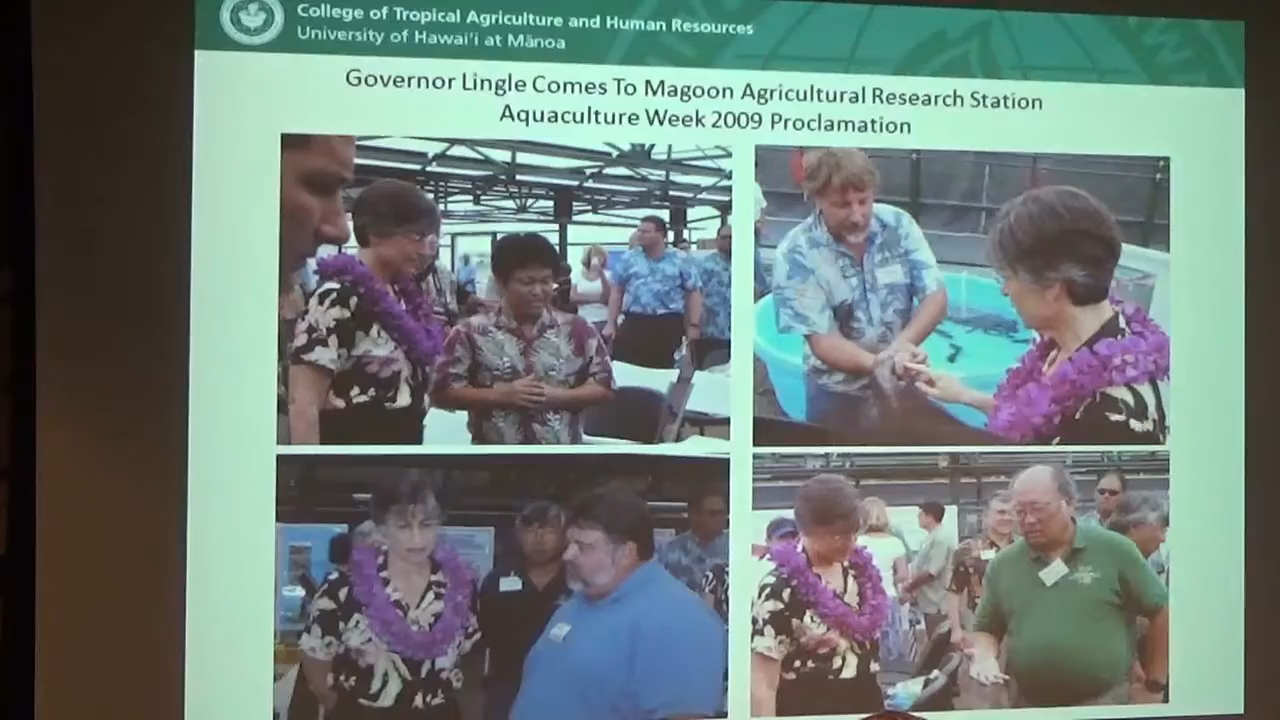 College of Tropical Agriculture and Human Resources
University of Hawai'i at Mānoa
Governor Lingle Comes To Magoon Agricultural Research Station
Aquaculture Week 2009 Proclamation